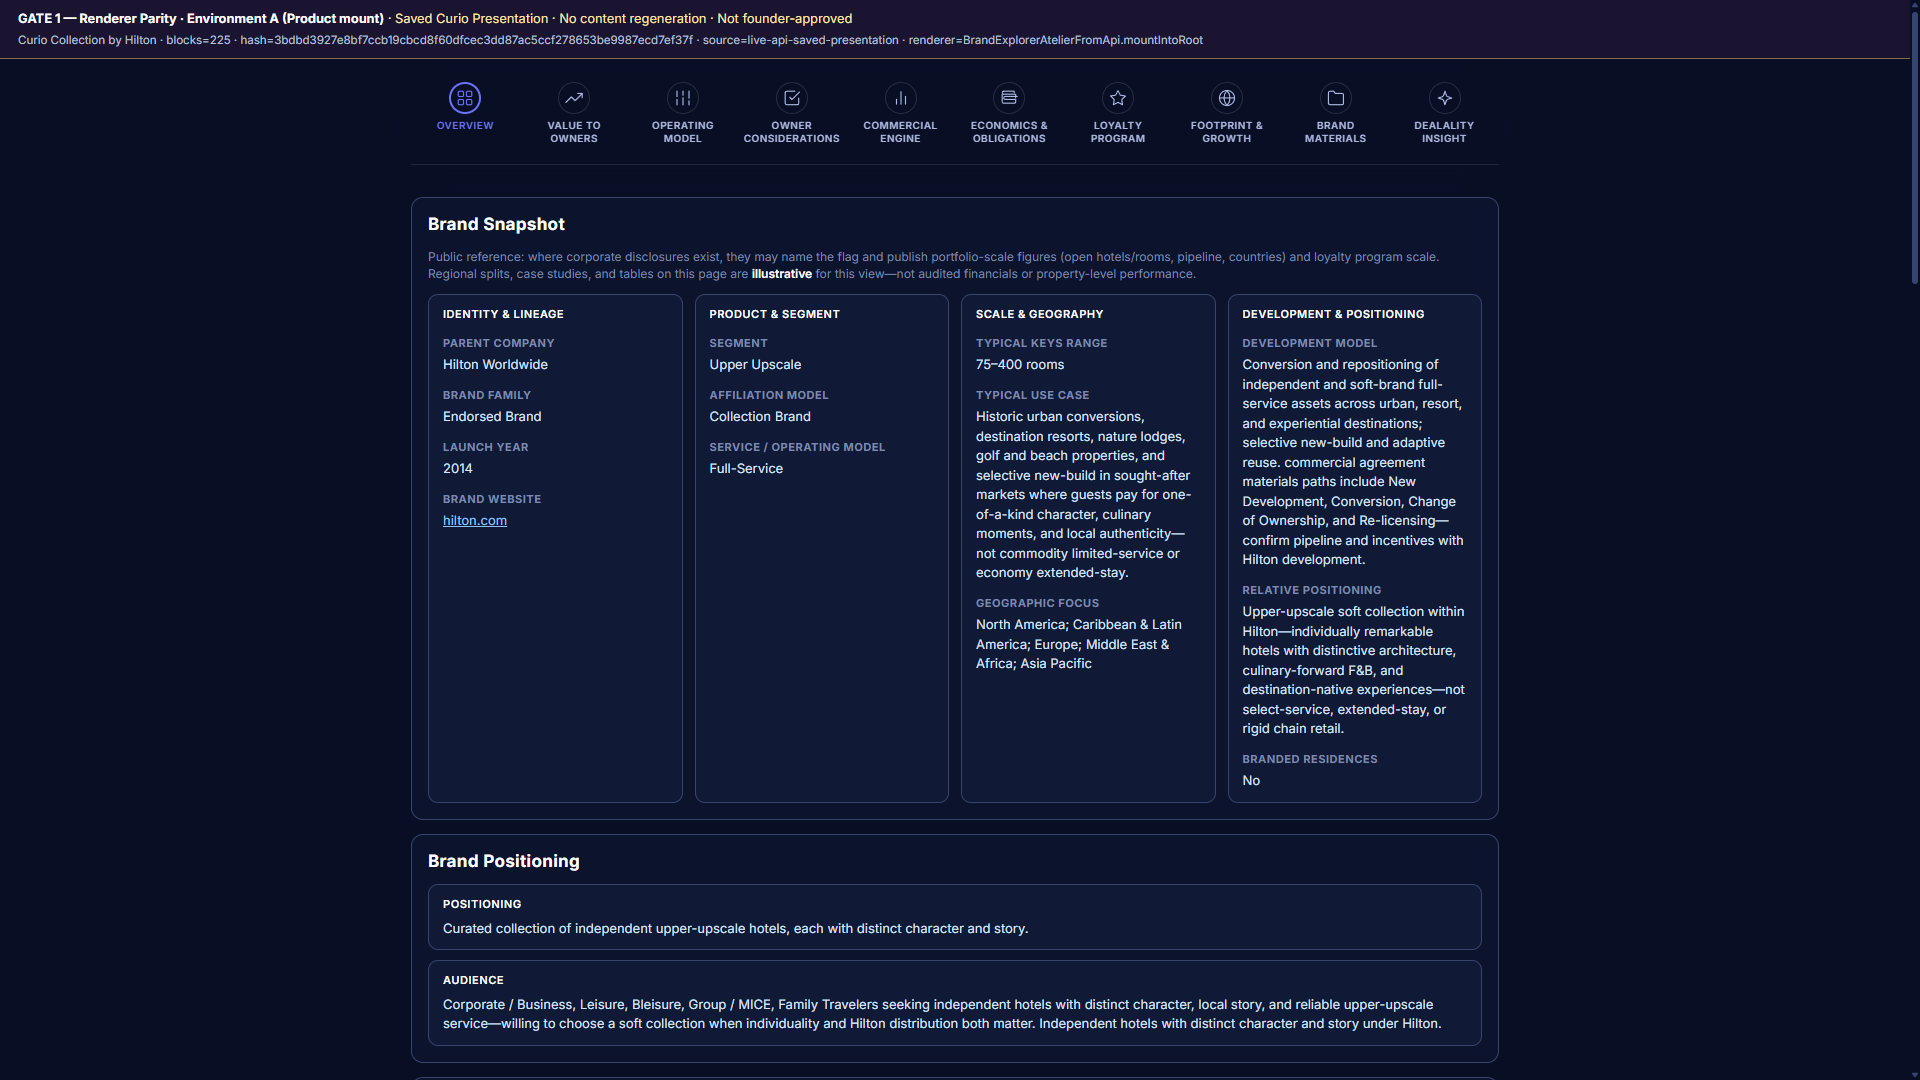 GATE 1 — Renderer Parity · Environment A (Product mount) · Saved Curio Presentation · No content regeneration · Not founder-approved
Curio Collection by Hilton · blocks=225 · hash=3bdbd3927e8bf7ccb19cbcd8f60dfcec3dd87ac5ccf278653be9987ecd7ef37f · source=live-api-saved-presentation · renderer=BrandExplorerAtelierFromApi.mountIntoRoot
OVERVIEW
VALUE TO
OWNERS
OPERATING
MODEL
OWNER
CONSIDERATIONS
COMMERCIAL
ENGINE
ECONOMICS &
OBLIGATIONS
LOYALTY
PROGRAM
FOOTPRINT &
GROWTH
BRAND
MATERIALS
DEALALITY
INSIGHT
Brand Snapshot
Public reference: where corporate disclosures exist, they may name the flag and publish portfolio-scale figures (open hotels/rooms, pipeline, countries) and loyalty program scale.
Regional splits, case studies, and tables on this page are illustrative for this view—not audited financials or property-level performance.
IDENTITY & LINEAGE
PARENT COMPANY
Hilton Worldwide
BRAND FAMILY
Endorsed Brand
LAUNCH YEAR
2014
BRAND WEBSITE
hilton.com
PRODUCT & SEGMENT
SEGMENT
Upper Upscale
AFFILIATION MODEL
Collection Brand
SERVICE / OPERATING MODEL
Full-Service
SCALE & GEOGRAPHY
TYPICAL KEYS RANGE
75–400 rooms
TYPICAL USE CASE
Historic urban conversions,
destination resorts, nature lodges,
golf and beach properties, and
selective new-build in sought-after
markets where guests pay for one-
of-a-kind character, culinary
moments, and local authenticity—
not commodity limited-service or
economy extended-stay.
GEOGRAPHIC FOCUS
North America; Caribbean & Latin
America; Europe; Middle East &
Africa; Asia Pacific
DEVELOPMENT & POSITIONING
DEVELOPMENT MODEL
Conversion and repositioning of
independent and soft-brand full-
service assets across urban, resort,
and experiential destinations;
selective new-build and adaptive
reuse. commercial agreement
materials paths include New
Development, Conversion, Change
of Ownership, and Re-licensing—
confirm pipeline and incentives with
Hilton development.
RELATIVE POSITIONING
Upper-upscale soft collection within
Hilton—individually remarkable
hotels with distinctive architecture,
culinary-forward F&B, and
destination-native experiences—not
select-service, extended-stay, or
rigid chain retail.
BRANDED RESIDENCES
No
Brand Positioning
POSITIONING
Curated collection of independent upper-upscale hotels, each with distinct character and story.
AUDIENCE
Corporate / Business, Leisure, Bleisure, Group / MICE, Family Travelers seeking independent hotels with distinct character, local story, and reliable upper-upscale
service—willing to choose a soft collection when individuality and Hilton distribution both matter. Independent hotels with distinct character and story under Hilton.